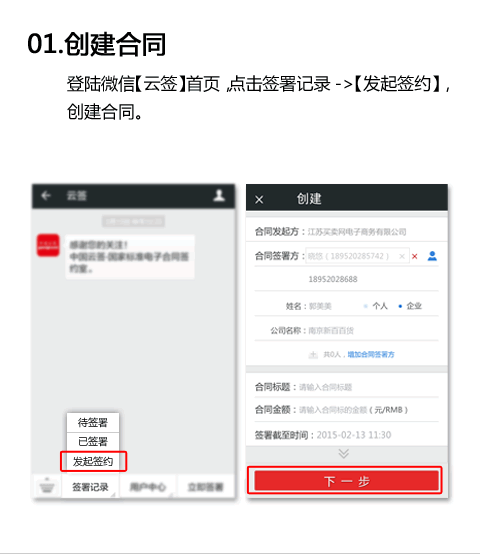 01.创建合同
登陆微信【云签】首页，点击签署记录 ->【发起签约】，
创建合同。
云签
感谢您的关注！
中国云签-国家标准电子合同签
约室。
待签署
已签署
发起签约
签署记录
用户中心
立即签署
创建
合同发起方：江苏买卖网电子商务有限公司
合同签署方：晓悠（189520285742）
18952028688
姓名：郭美美 个人 企业
公司名称：南京新百百货
共0人，增加合同签署方
合同标题：请输入合同标题
合同金额：请输入合同标的金额（元/RMB）
签署截至时间：2015-02-13 11:30
下一步